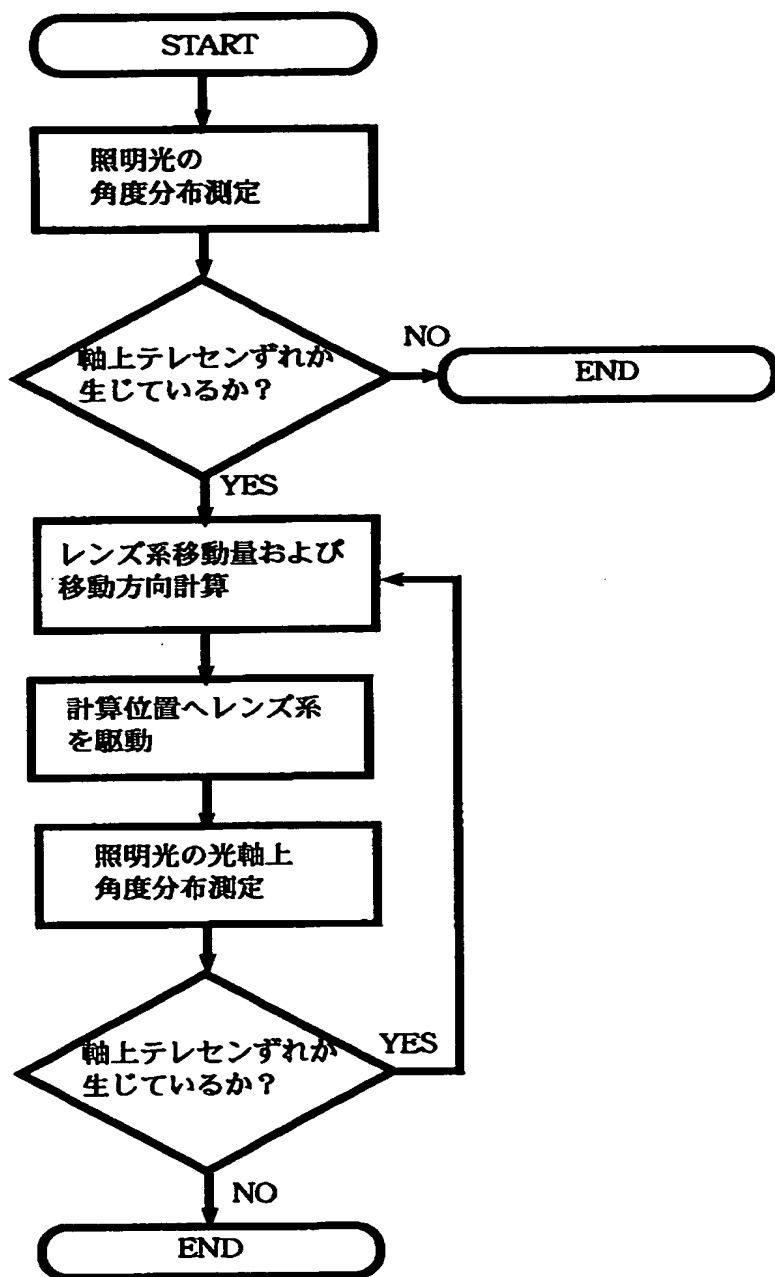 START
照明光の
角度分布測定
軸上テレセンずれが
生じているか？
NO
END
YES
レンズ系移動量および
移動方向計算
計算位置へレンズ系
を駆動
照明光の光軸上
角度分布測定
軸上テレセンずれが
生じているか？
YES
NO
END